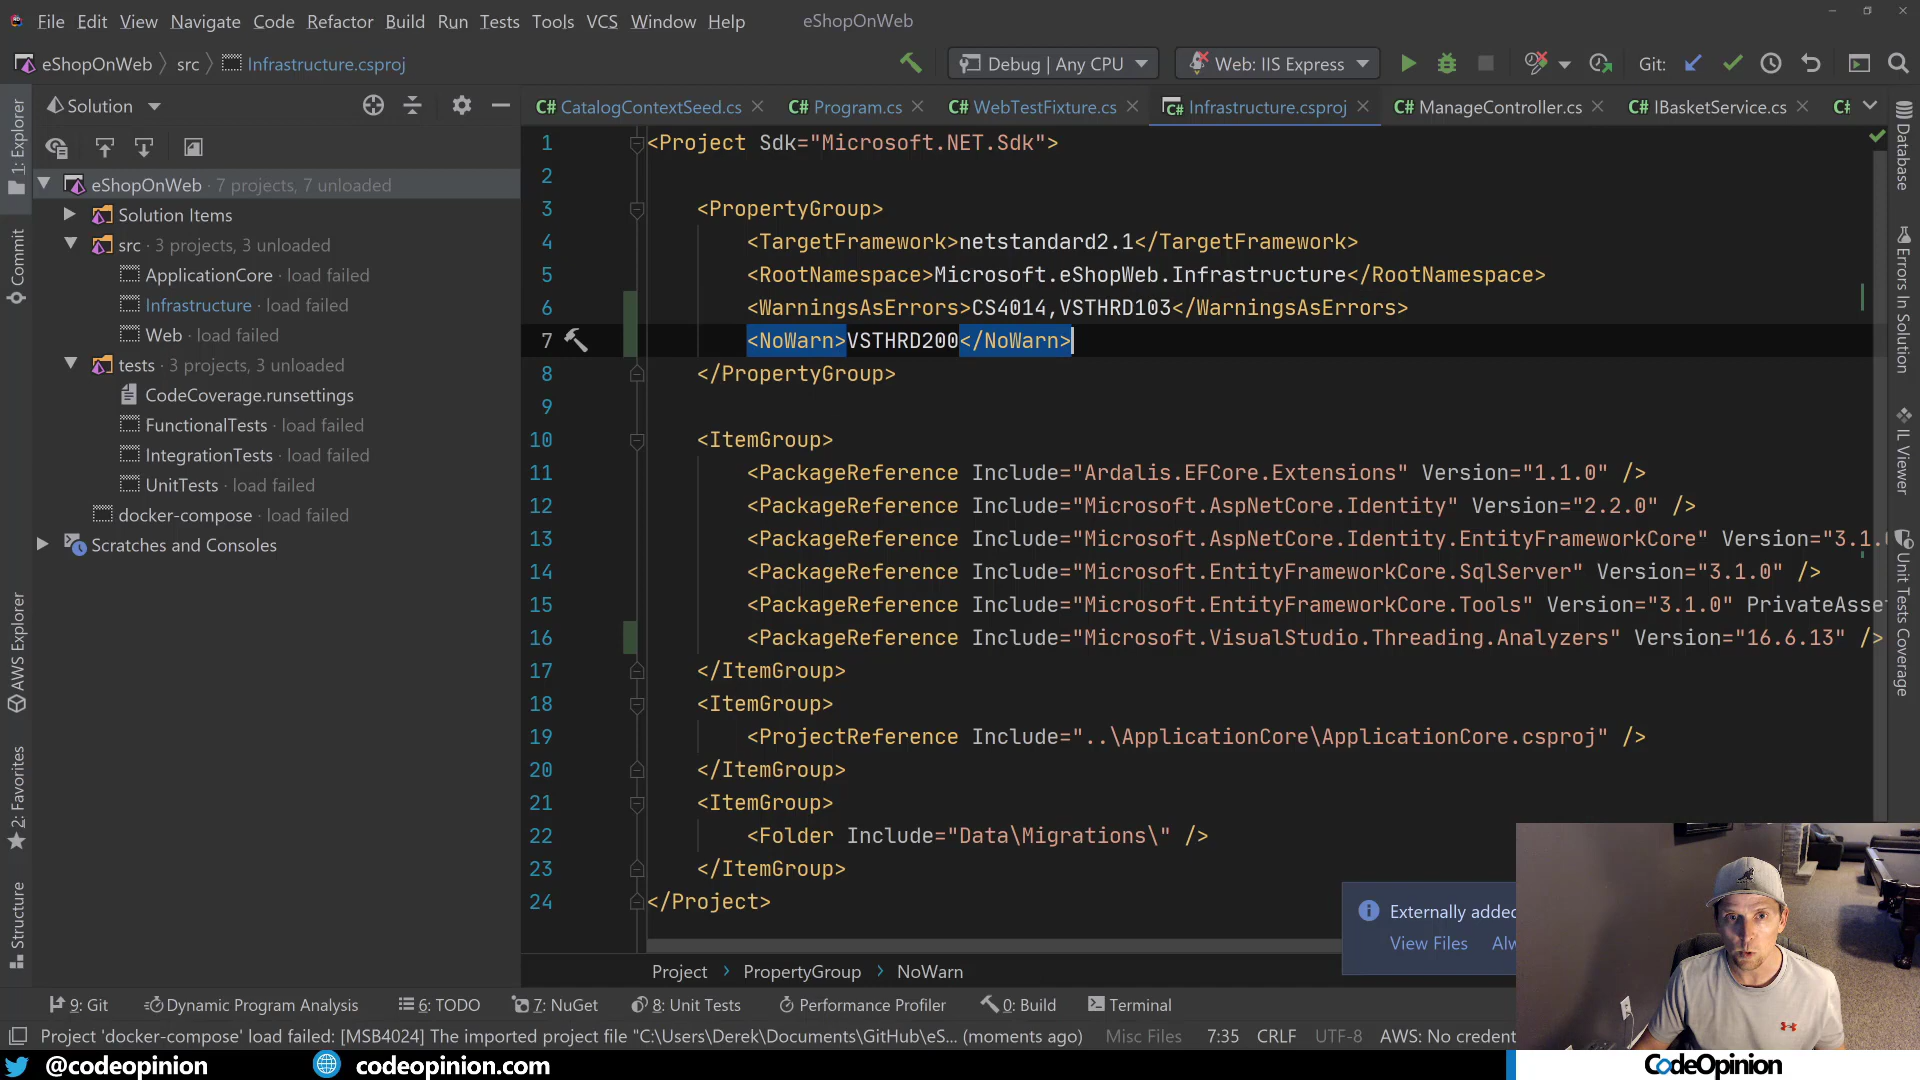 File Edit View Navigate Code Refactor Build Run Tests Tools VCS Window Help eShopOnWeb
eShopOnWeb src Infrastructure.csproj Debug | Any CPU Web: IIS Express Git:
Solution
CatalogContextSeed.cs Program.cs WebTestFixture.cs Infrastructure.csproj ManageController.cs IBasketService.cs
eShopOnWeb · 7 projects, 7 unloaded
Solution Items
src · 3 projects, 3 unloaded
ApplicationCore · load failed
Infrastructure · load failed
Web · load failed
tests · 3 projects, 3 unloaded
CodeCoverage.runsettings
FunctionalTests · load failed
IntegrationTests · load failed
UnitTests · load failed
docker-compose · load failed
Scratches and Consoles
1: Explorer
Commit
AWS Explorer
2: Favorites
Structure
1 <Project Sdk="Microsoft.NET.Sdk">
2
3 <PropertyGroup>
4 <TargetFramework>netstandard2.1</TargetFramework>
5 <RootNamespace>Microsoft.eShopWeb.Infrastructure</RootNamespace>
6 <WarningsAsErrors>CS4014,VSTHRD103</WarningsAsErrors>
7 <NoWarn>VSTHRD200</NoWarn>
8 </PropertyGroup>
9
10 <ItemGroup>
11 <PackageReference Include="Ardalis.EFCore.Extensions" Version="1.1.0" />
12 <PackageReference Include="Microsoft.AspNetCore.Identity" Version="2.2.0" />
13 <PackageReference Include="Microsoft.AspNetCore.Identity.EntityFrameworkCore" Version="3.1.0
14 <PackageReference Include="Microsoft.EntityFrameworkCore.SqlServer" Version="3.1.0" />
15 <PackageReference Include="Microsoft.EntityFrameworkCore.Tools" Version="3.1.0" PrivateAsse
16 <PackageReference Include="Microsoft.VisualStudio.Threading.Analyzers" Version="16.6.13" />
17 </ItemGroup>
18 <ItemGroup>
19 <ProjectReference Include="..\ApplicationCore\ApplicationCore.csproj" />
20 </ItemGroup>
21 <ItemGroup>
22 <Folder Include="Data\Migrations\" />
23 </ItemGroup>
24 </Project>
Database
Errors In Solution
IL Viewer
Unit Tests Coverage
Externally added
View Files Alw
Project PropertyGroup NoWarn
9: Git Dynamic Program Analysis 6: TODO 7: NuGet 8: Unit Tests Performance Profiler 0: Build Terminal
Project 'docker-compose' load failed: [MSB4024] The imported project file "C:\Users\Derek\Documents\GitHub\eS... (moments ago) Misc Files 7:35 CRLF UTF-8 AWS: No credent
@codeopinion codeopinion.com CodeOpinion